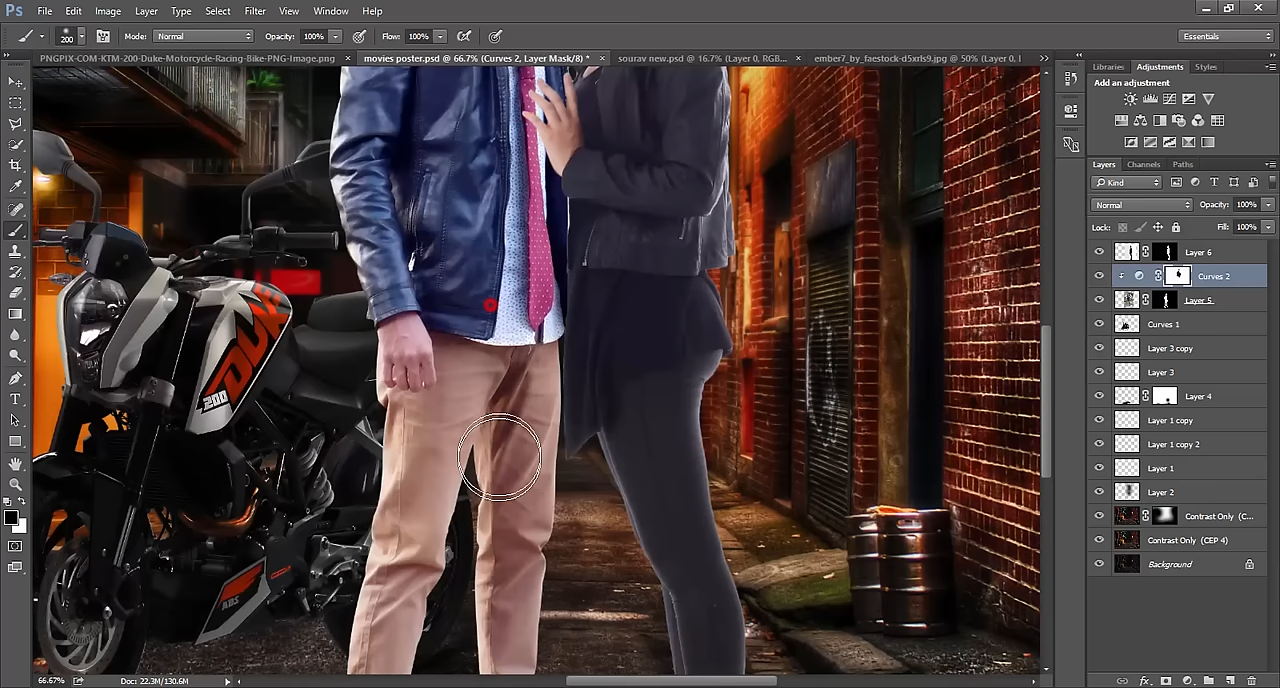 Ps File Edit Image Layer Type Select Filter View Window Help
200 Mode: Normal Opacity: 100% Flow: 100% Essentials
PNGPIX-COM-KTM-200-Duke-Motorcycle-Racing-Bike-PNG-Image.png × movies poster.psd @ 66.7% (Curves 2, Layer Mask/8) * × sourav new.psd @ 16.7% (Layer 0, RGB... × ember7_by_faestock-d5xrls9.jpg @ 50% (Layer 0, l
Libraries Adjustments Styles
Add an adjustment
Layers Channels Paths
Kind
Normal Opacity: 100%
Lock: Fill: 100%
Layer 6
Curves 2
Layer 5
Curves 1
Layer 3 copy
Layer 3
Layer 4
Layer 1 copy
Layer 1 copy 2
Layer 1
Layer 2
Contrast Only (C...
Contrast Only (CEP 4)
Background
DUKE
200
ABS
66.67% Doc: 22.3M/130.6M
fx